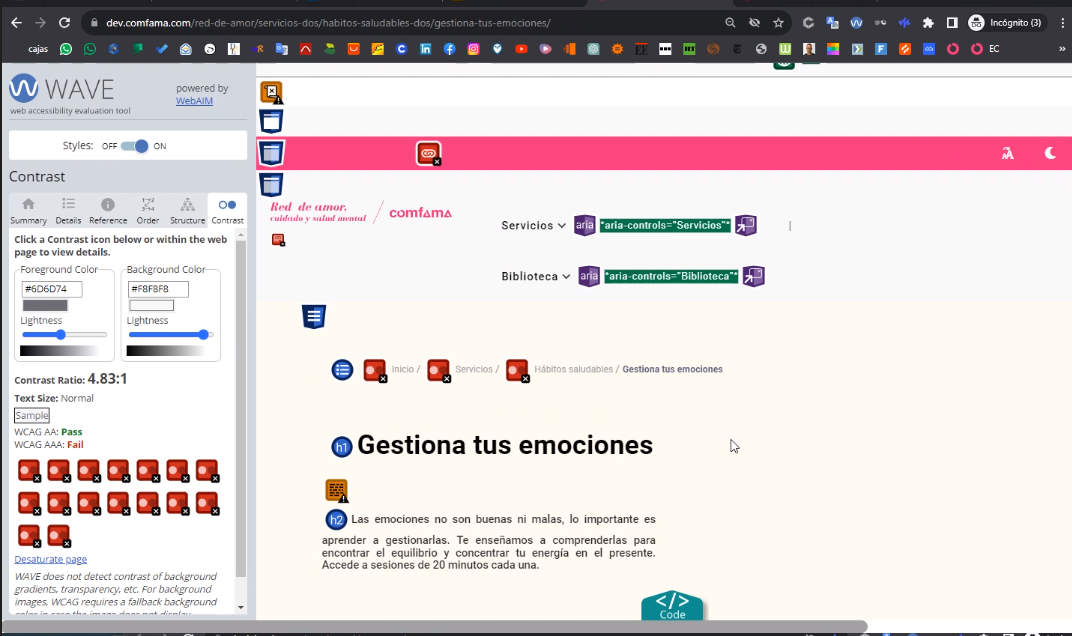 dev.comfama.com/red-de-amor/servicios-dos/habitos-saludables-dos/gestiona-tus-emociones/
Incógnito (3)
cajas
EC
WAVE
web accessibility evaluation tool
powered by
WebAIM
Styles: OFF ON
Contrast
Summary Details Reference Order Structure Contrast
Click a Contrast icon below or within the web
page to view details.
Foreground Color
#6D6D74
Lightness
Background Color
#F8F8F8
Lightness
Contrast Ratio: 4.83:1
Text Size: Normal
Sample
WCAG AA: Pass
WCAG AAA: Fail
Desaturate page
WAVE does not detect contrast of background
gradients, transparency, etc. For background
images, WCAG requires a fallback background
color in case the image does not display
Red de amor,
cuidado y salud mental
comfama
Servicios
aria
*aria-controls="Servicios"*
Biblioteca
aria
*aria-controls="Biblioteca"*
Inicio / Servicios / Hábitos saludables / Gestiona tus emociones
h1 Gestiona tus emociones
h2 Las emociones no son buenas ni malas, lo importante es
aprender a gestionarlas. Te enseñamos a comprenderlas para
encontrar el equilibrio y concentrar tu energía en el presente.
Accede a sesiones de 20 minutos cada una.
</>
Code